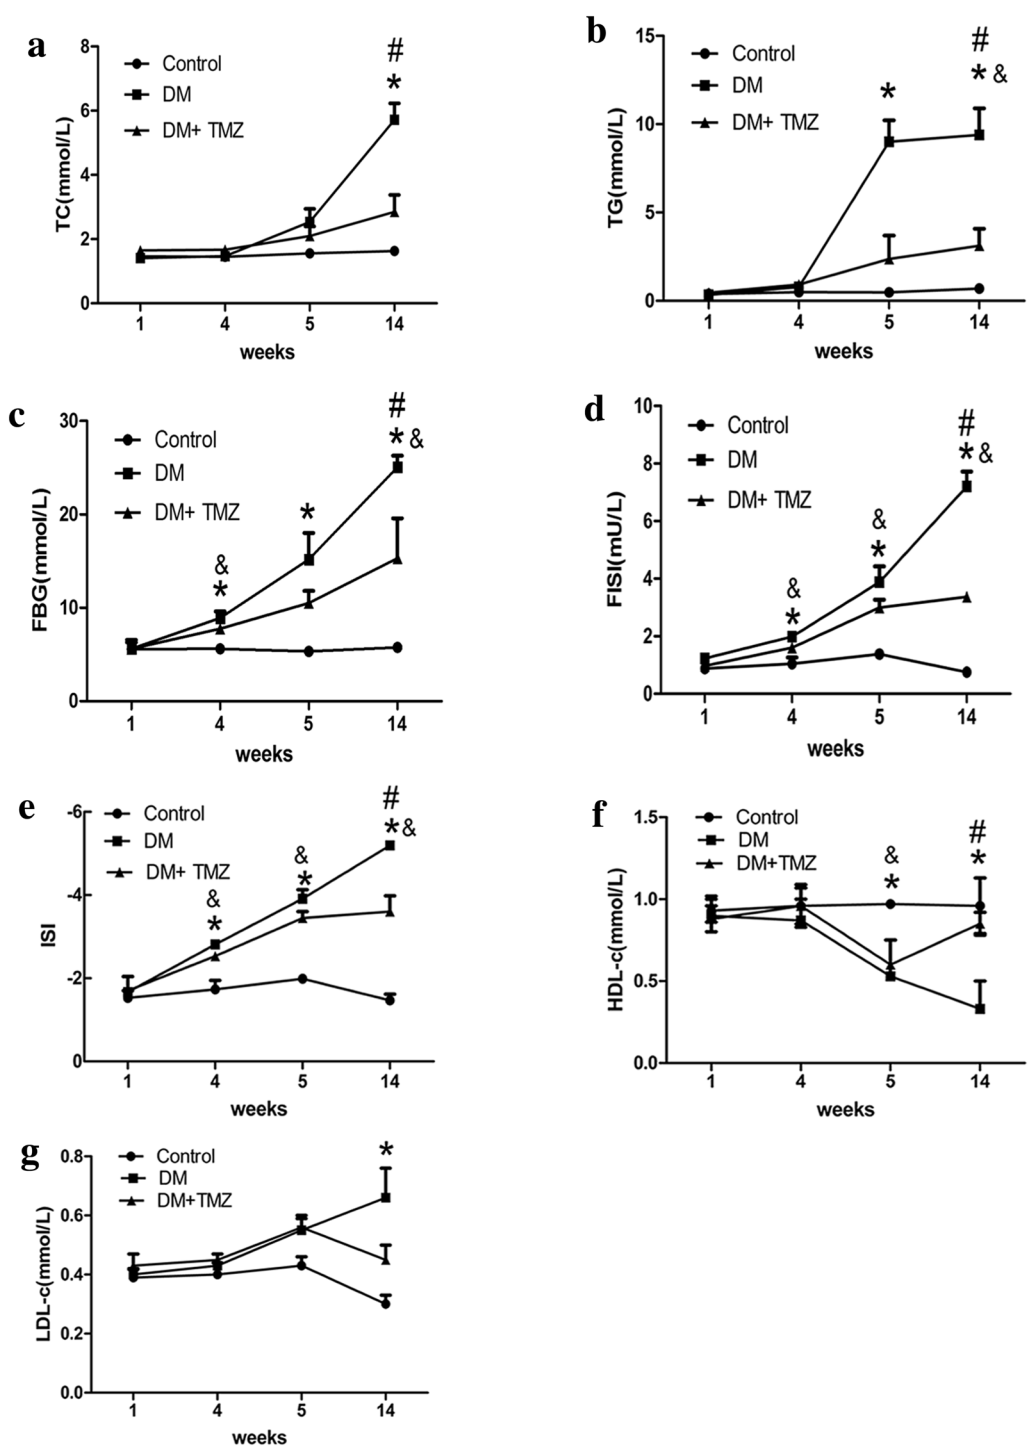 a
TC(mmol/L)
8
6
4
2
0
Control
DM
DM+ TMZ
#
*
1 4 5 14
weeks
b
TG(mmol/L)
15
10
5
0
Control
DM
DM+ TMZ
*
#
* &
1 4 5 14
weeks
c
FBG(mmol/L)
30
20
10
0
Control
DM
DM+ TMZ
&
*
*
#
* &
1 4 5 14
weeks
d
FISI(mU/L)
10
8
6
4
2
0
Control
DM
DM+ TMZ
&
*
&
*
#
* &
1 4 5 14
weeks
e
ISI
-6
-4
-2
0
Control
DM
DM+ TMZ
&
*
&
*
#
* &
1 4 5 14
weeks
f
HDL-c(mmol/L)
1.5
1.0
0.5
0.0
Control
DM
DM+TMZ
&
*
#
*
1 4 5 14
weeks
g
LDL-c(mmol/L)
0.8
0.6
0.4
0.2
0.0
Control
DM
DM+TMZ
*
1 4 5 14
weeks